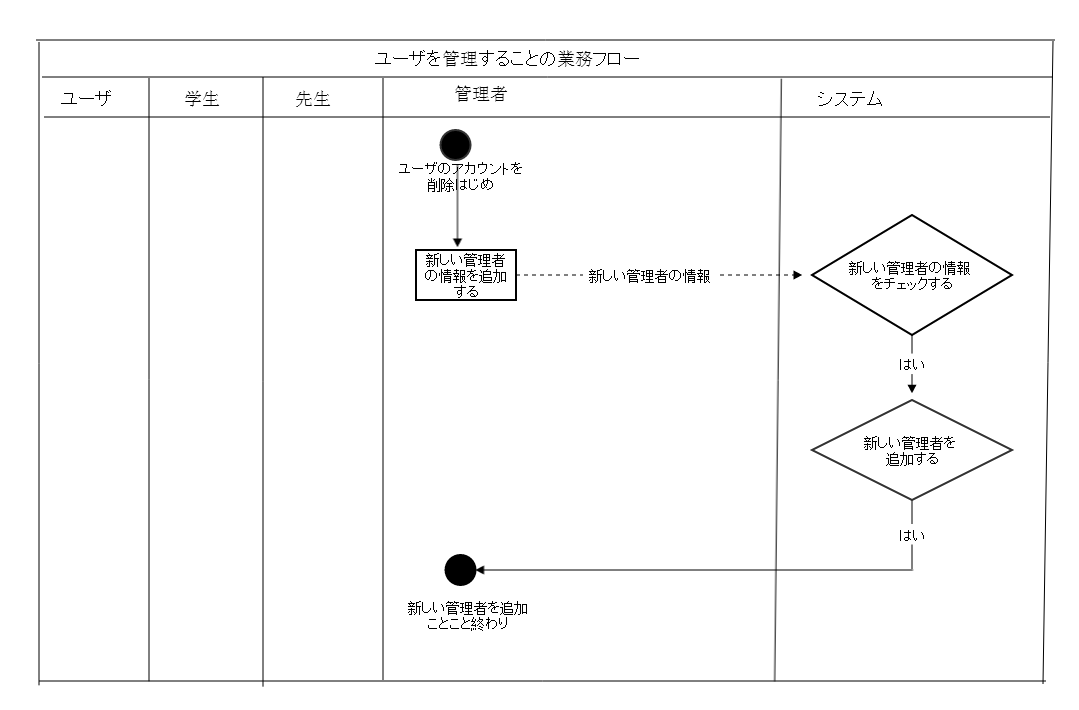 ユーザを管理することの業務フロー
ユーザ
学生
先生
管理者
システム
ユーザのアカウントを
削除はじめ
新しい管理者
の情報を追加
する
新しい管理者の情報
新しい管理者の情報
をチェックする
はい
新しい管理者を
追加する
はい
新しい管理者を追加
ことこと終わり